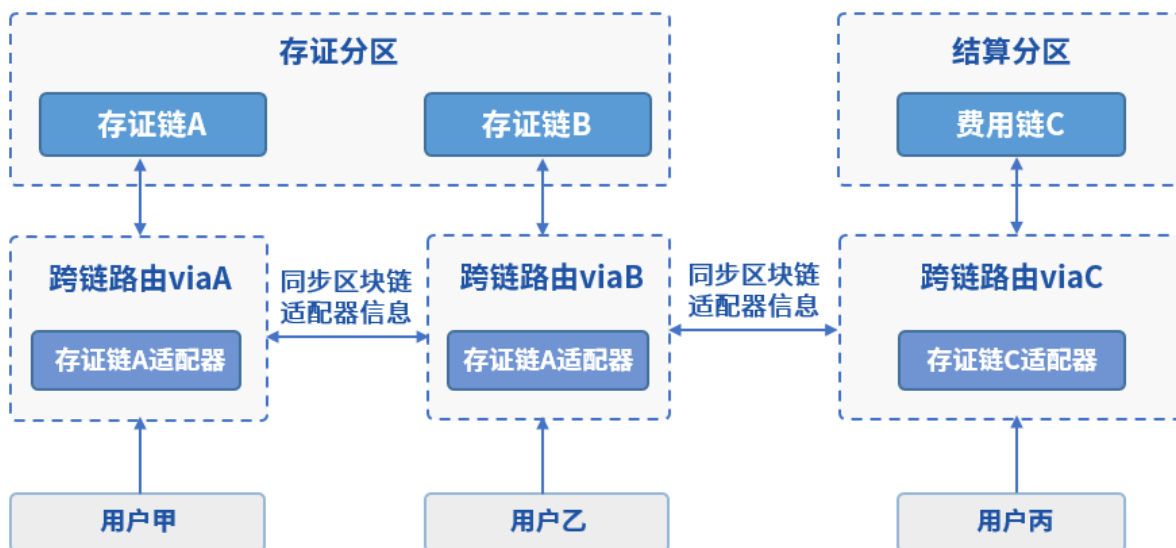 存证分区
结算分区
存证链A
存证链B
费用链C
跨链路由viaA
同步区块链
适配器信息
跨链路由viaB
同步区块链
适配器信息
跨链路由viaC
存证链A适配器
存证链A适配器
存证链C适配器
用户甲
用户乙
用户丙